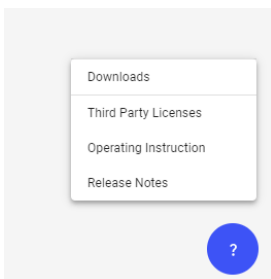 Downloads
Third Party Licenses
Operating Instruction
Release Notes
?